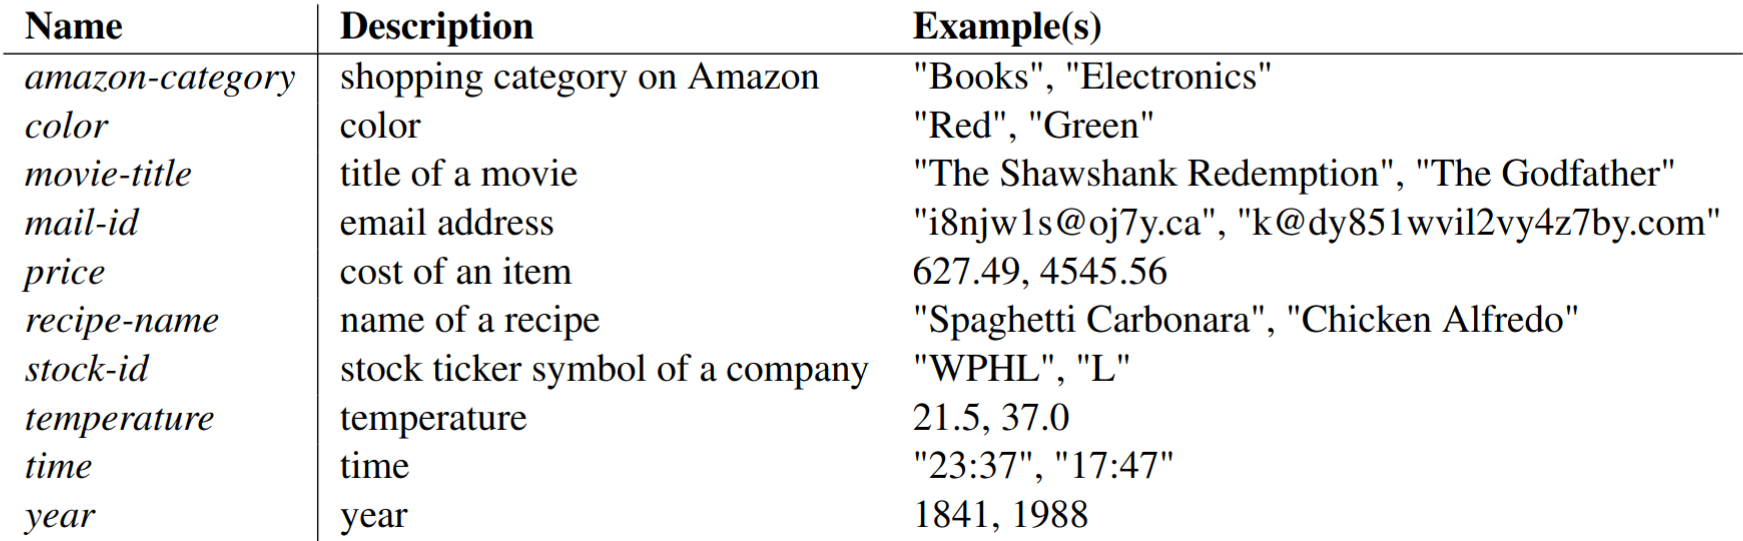 Name Description Example(s)
amazon-category shopping category on Amazon "Books", "Electronics"
color color "Red", "Green"
movie-title title of a movie "The Shawshank Redemption", "The Godfather"
mail-id email address "i8njw1s@oj7y.ca", "k@dy851wvil2vy4z7by.com"
price cost of an item 627.49, 4545.56
recipe-name name of a recipe "Spaghetti Carbonara", "Chicken Alfredo"
stock-id stock ticker symbol of a company "WPHL", "L"
temperature temperature 21.5, 37.0
time time "23:37", "17:47"
year year 1841, 1988